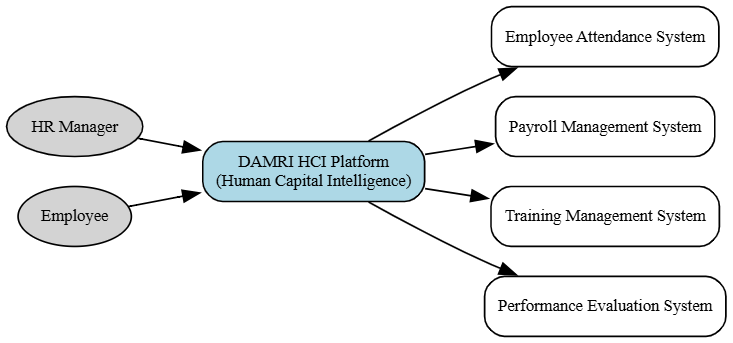 Employee Attendance System
HR Manager
Payroll Management System
DAMRI HCI Platform
(Human Capital Intelligence)
Employee
Training Management System
Performance Evaluation System